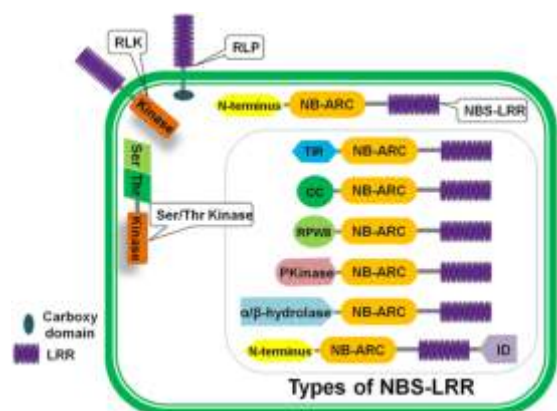 RLK
RLP
Kinase
N-terminus NB-ARC
NBS-LRR
TIR NB-ARC
Ser Thr
CC NB-ARC
Ser/Thr Kinase
RPW8 NB-ARC
Kinase
PKinase NB-ARC
α/β-hydrolase NB-ARC
Carboxy
domain
LRR
N-terminus NB-ARC ID
Types of NBS-LRR